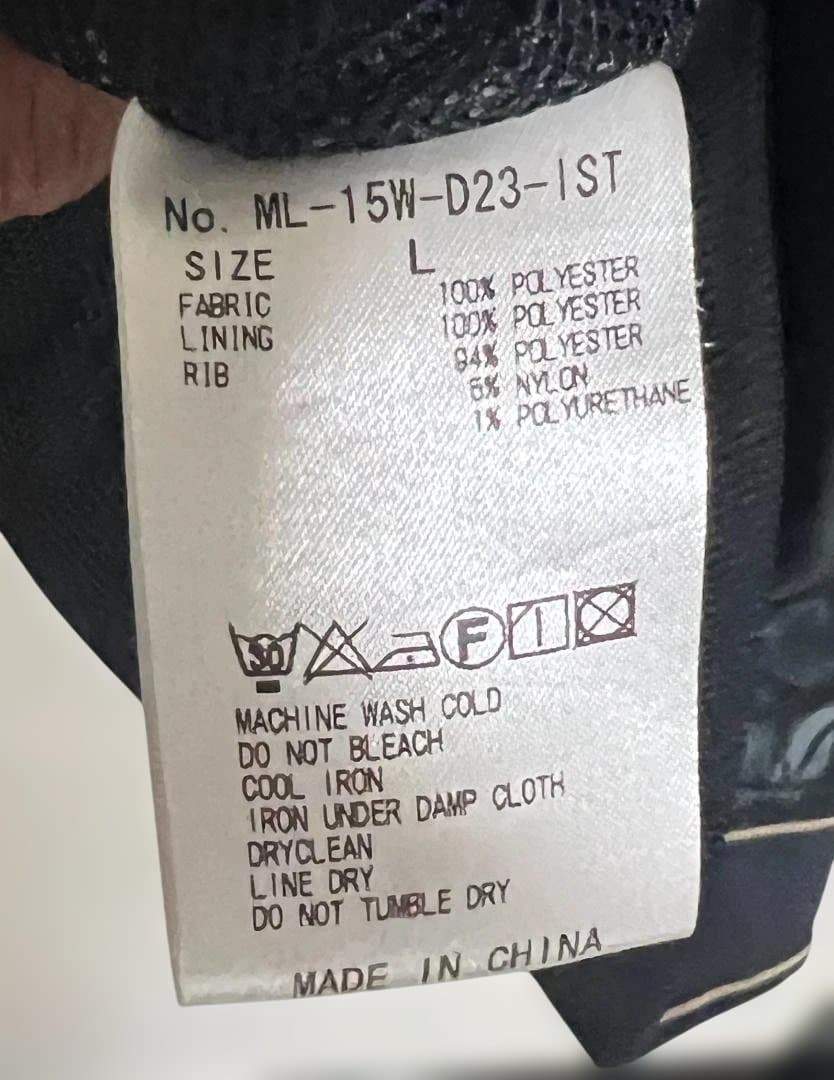 No. ML-15W-D23-IST
SIZE L
FABRIC 100% POLYESTER
LINING 100% POLYESTER
RIB 94% POLYESTER
5% NYLON
1% POLYURETHANE
30 F
MACHINE WASH COLD
DO NOT BLEACH
COOL IRON
IRON UNDER DAMP CLOTH
DRYCLEAN
LINE DRY
DO NOT TUMBLE DRY
MADE IN CHINA